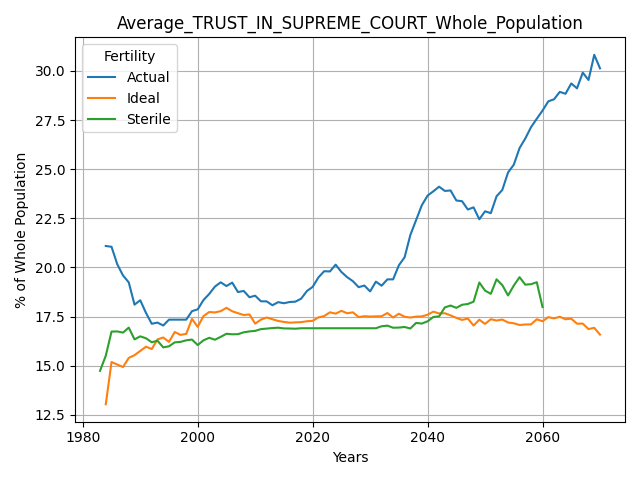 Average_TRUST_IN_SUPREME_COURT_Whole_Population
Fertility
Actual
Ideal
Sterile
% of Whole Population
30.0
27.5
25.0
22.5
20.0
17.5
15.0
12.5
1980
2000
2020
2040
2060
Years